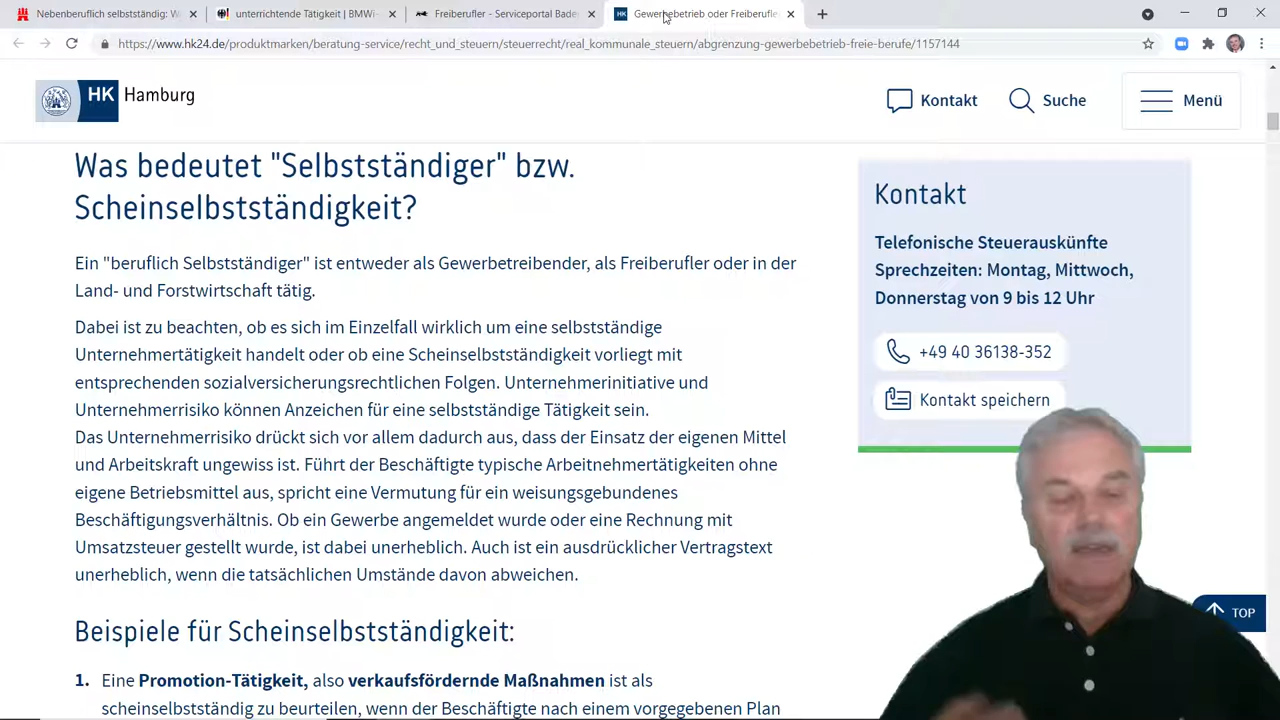 Nebenberuflich selbstständig: W
unterrichtende Tätigkeit | BMWi-
Freiberufler - Serviceportal Bade
Gewerbebetrieb oder Freiberufle
https://www.hk24.de/produktmarken/beratung-service/recht_und_steuern/steuerrecht/real_kommunale_steuern/abgrenzung-gewerbebetrieb-freie-berufe/1157144
HK Hamburg
Kontakt
Suche
Menü
Was bedeutet "Selbstständiger" bzw.
Scheinselbstständigkeit?
Ein "beruflich Selbstständiger" ist entweder als Gewerbetreibender, als Freiberufler oder in der
Land- und Forstwirtschaft tätig.
Dabei ist zu beachten, ob es sich im Einzelfall wirklich um eine selbstständige
Unternehmertätigkeit handelt oder ob eine Scheinselbstständigkeit vorliegt mit
entsprechenden sozialversicherungsrechtlichen Folgen. Unternehmerinitiative und
Unternehmerrisiko können Anzeichen für eine selbstständige Tätigkeit sein.
Das Unternehmerrisiko drückt sich vor allem dadurch aus, dass der Einsatz der eigenen Mittel
und Arbeitskraft ungewiss ist. Führt der Beschäftigte typische Arbeitnehmertätigkeiten ohne
eigene Betriebsmittel aus, spricht eine Vermutung für ein weisungsgebundenes
Beschäftigungsverhältnis. Ob ein Gewerbe angemeldet wurde oder eine Rechnung mit
Umsatzsteuer gestellt wurde, ist dabei unerheblich. Auch ist ein ausdrücklicher Vertragstext
unerheblich, wenn die tatsächlichen Umstände davon abweichen.
Beispiele für Scheinselbstständigkeit:
1. Eine Promotion-Tätigkeit, also verkaufsfördernde Maßnahmen ist als
scheinselbstständig zu beurteilen, wenn der Beschäftigte nach einem vorgegebenen Plan
Kontakt
Telefonische Steuerauskünfte
Sprechzeiten: Montag, Mittwoch,
Donnerstag von 9 bis 12 Uhr
+49 40 36138-352
Kontakt speichern
TOP